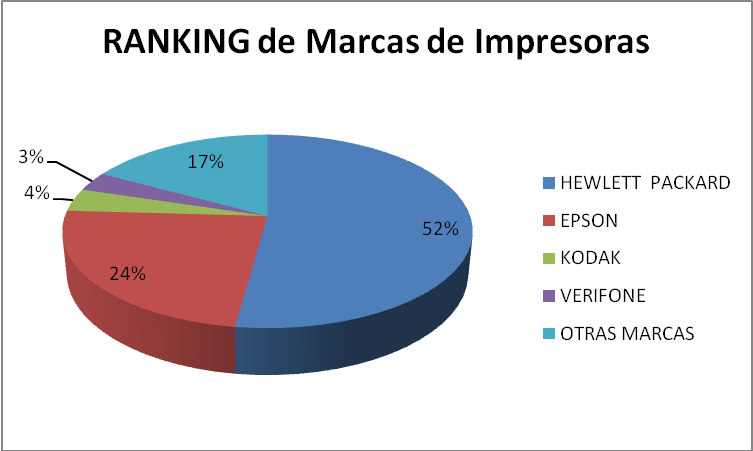 RANKING de Marcas de Impresoras
3%
17%
4%
52%
24%
HEWLETT PACKARD
EPSON
KODAK
VERIFONE
OTRAS MARCAS